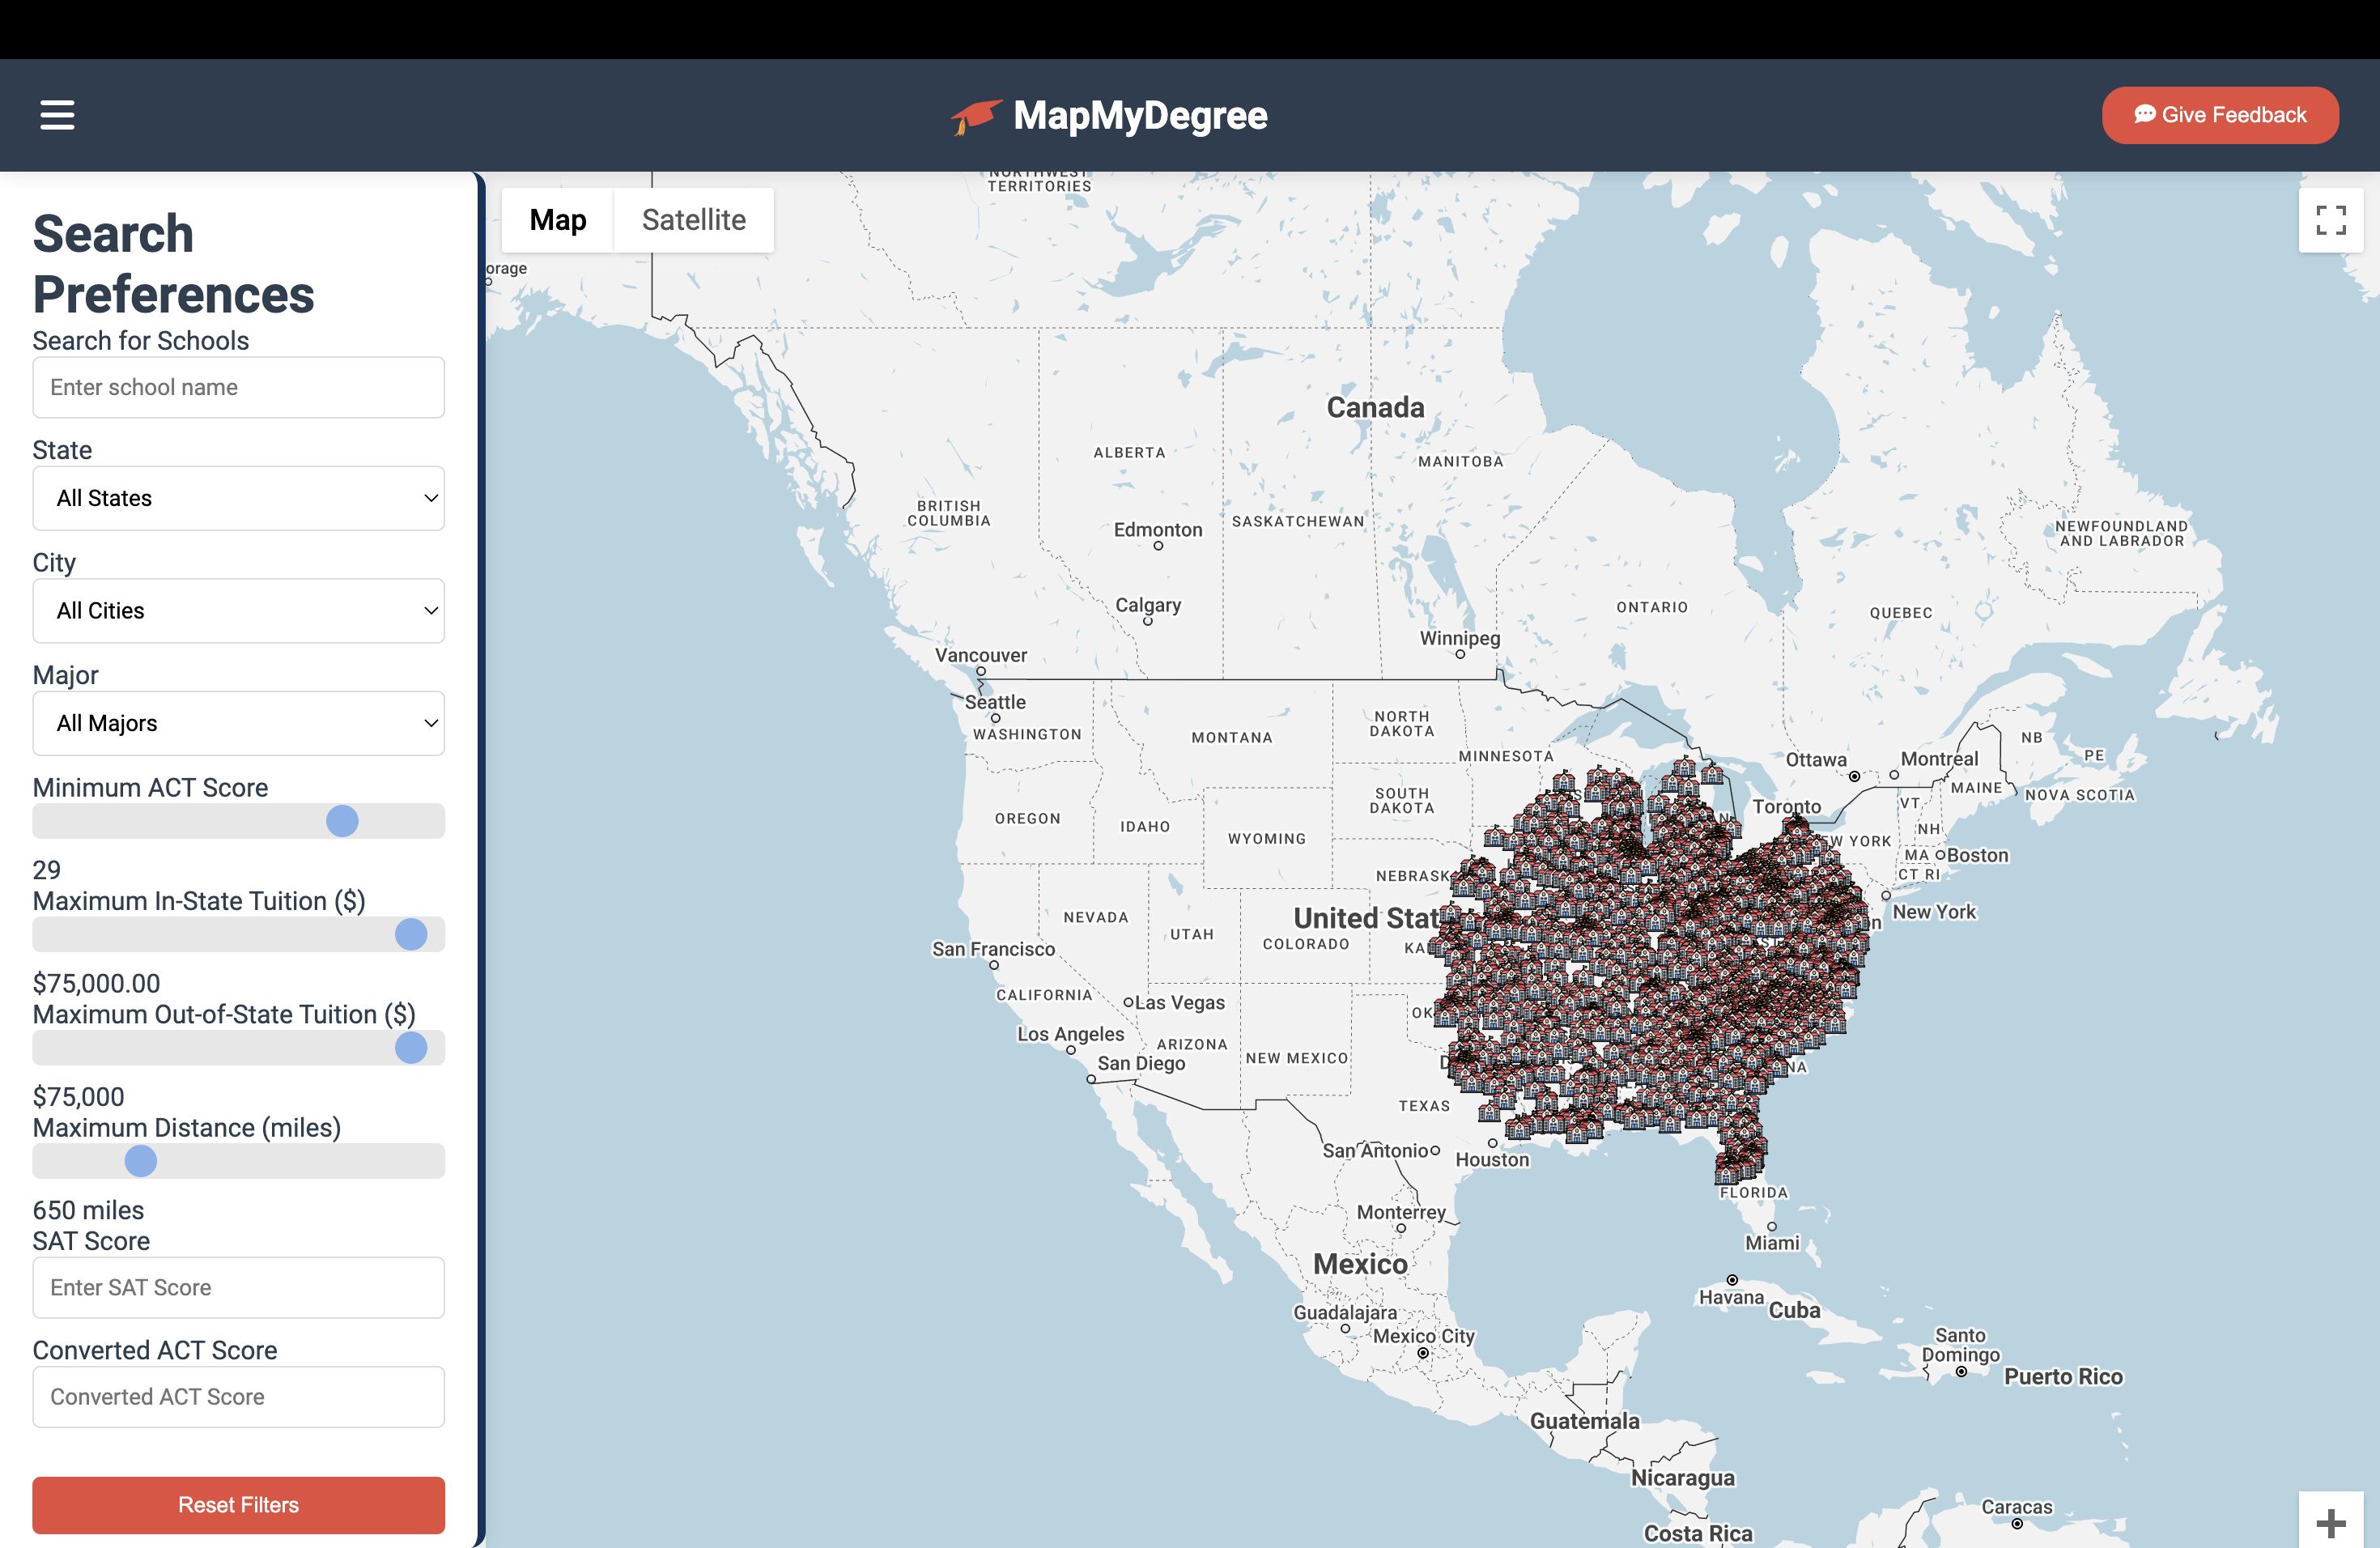 MapMyDegree
Give Feedback
Search
Preferences
Search for Schools
Enter school name
State
All States
City
All Cities
Major
All Majors
Minimum ACT Score
29
Maximum In-State Tuition ($)
$75,000.00
Maximum Out-of-State Tuition ($)
$75,000
Maximum Distance (miles)
650 miles
SAT Score
Enter SAT Score
Converted ACT Score
Converted ACT Score
Reset Filters
Map
Satellite
NORTHWEST
TERRITORIES
orage
Canada
ALBERTA
MANITOBA
BRITISH
COLUMBIA
SASKATCHEWAN
Edmonton
NEWFOUNDLAND
AND LABRADOR
Calgary
ONTARIO
QUEBEC
Winnipeg
Vancouver
Seattle
WASHINGTON
MONTANA
NORTH
DAKOTA
MINNESOTA
Ottawa
Montreal
NB
PE
MAINE
NOVA SCOTIA
SOUTH
DAKOTA
Toronto
VT
OREGON
IDAHO
WYOMING
NH
W YORK
MA
Boston
CT RI
NEBRASK
New York
NEVADA
United Stat
UTAH
COLORADO
KA
San Francisco
CALIFORNIA
Las Vegas
OK
Los Angeles
ARIZONA
NEW MEXICO
San Diego
D
NA
TEXAS
San Antonio
Houston
FLORIDA
Monterrey
Miami
Mexico
Havana
Cuba
Guadalajara
Mexico City
Santo
Domingo
Puerto Rico
Guatemala
Nicaragua
Caracas
Costa Rica